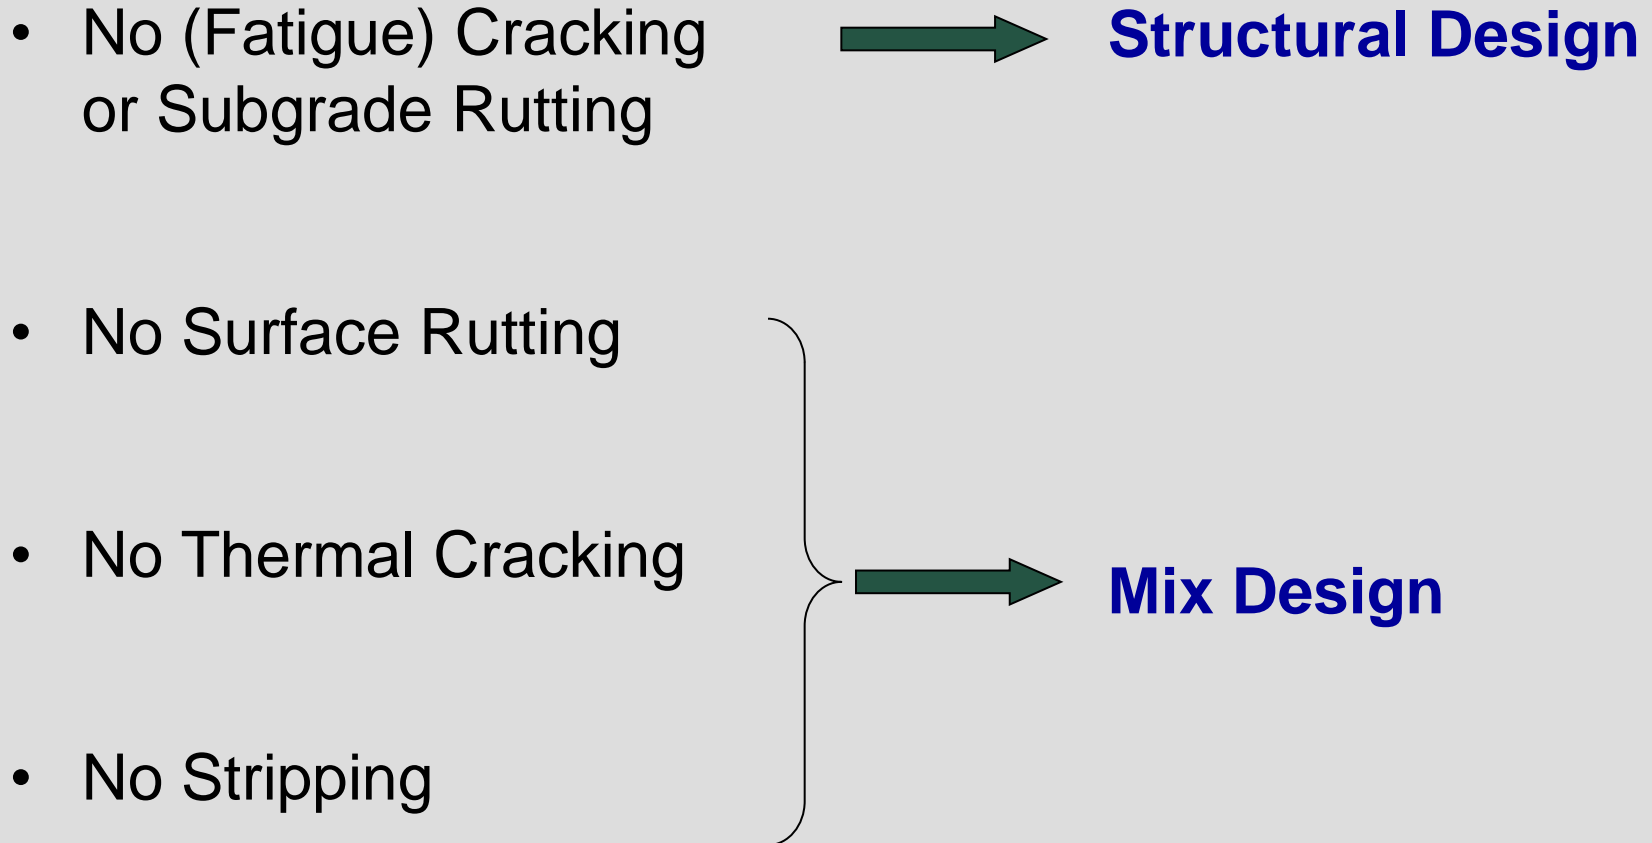 • No (Fatigue) Cracking
or Subgrade Rutting
Structural Design
• No Surface Rutting
• No Thermal Cracking
Mix Design
• No Stripping